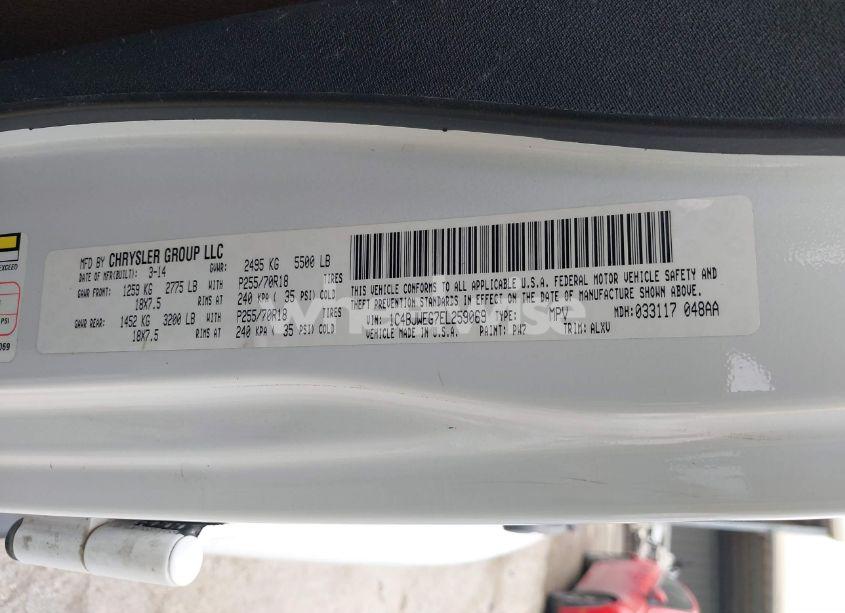 MFD BY CHRYSLER GROUP LLC
DATE OF MFR(BUILT): 3-14 GVWR: 2495 KG 5500 LB
GAWR FRONT: 1259 KG 2775 LB WITH P255/70R18 TIRES
18X7.5 RIMS AT 240 KPA ( 35 PSI) COLD
GAWR REAR: 1452 KG 3200 LB WITH P255/70R18 TIRES
18X7.5 RIMS AT 240 KPA ( 35 PSI) COLD
THIS VEHICLE CONFORMS TO ALL APPLICABLE U.S.A. FEDERAL MOTOR VEHICLE SAFETY AND
THEFT PREVENTION STANDARDS IN EFFECT ON THE DATE OF MANUFACTURE SHOWN ABOVE.
VIN: 1C4BJWEG7EL259069 TYPE: MPV MDH: 033117 048AA
VEHICLE MADE IN U.S.A. PAINT: PW7 TRIM: ALXV
EXCEED
PSI
069